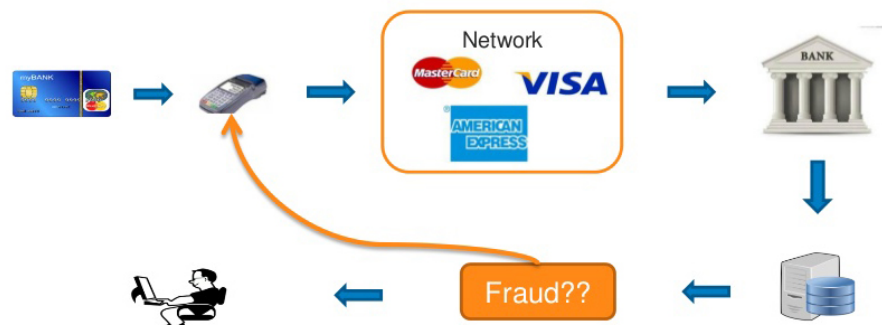 Network
myBANK
MasterCard
VISA
BANK
AMERICAN
EXPRESS
Fraud??